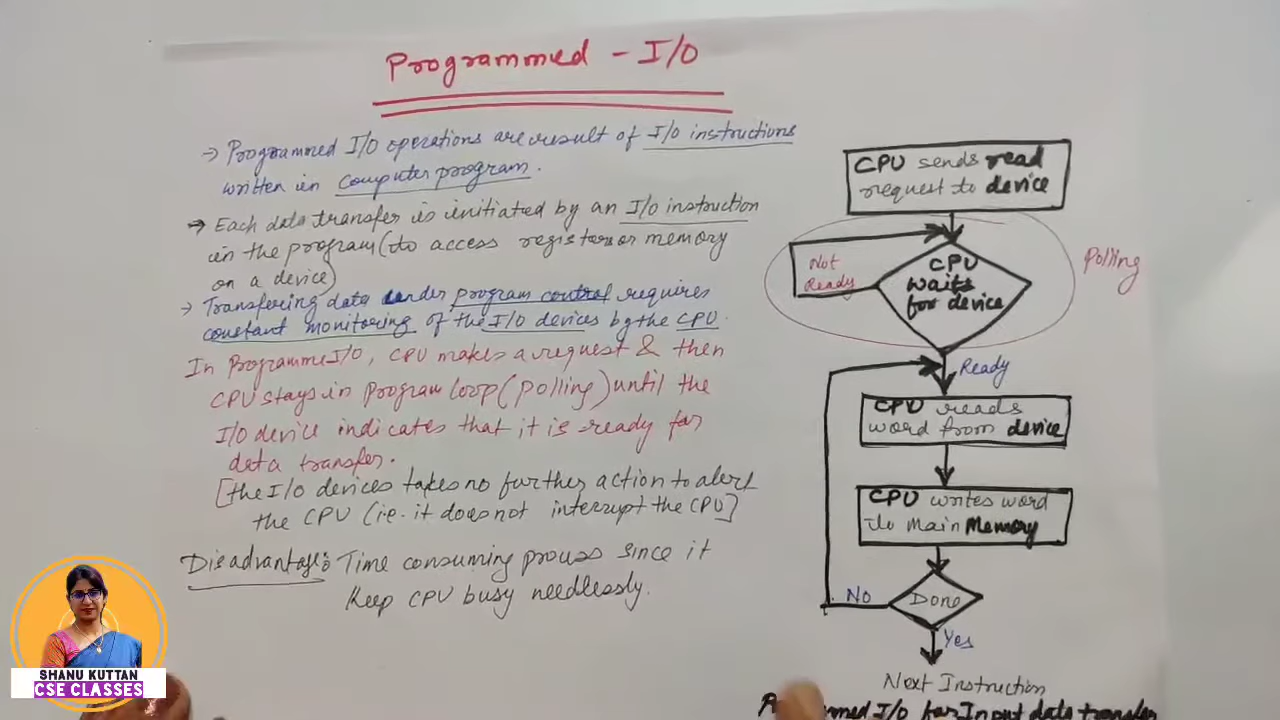 Programmed - I/O
→ Programmed I/O operations are result of I/O instructions
written in computer program.
→ Each data transfer is initiated by an I/O instruction
in the program (to access registers or memory
on a device)
→ Transfering data under program control requires
constant monitoring of the I/O devices by the CPU.
In Programme I/O, CPU makes a request & then
CPU stays in Program loop (polling) until the
I/O device indicates that it is ready for
data transfer.
[the I/O devices takes no further action to alert
the CPU (i.e. it does not interrupt the CPU]
Disadvantage: Time consuming process since it
Keep CPU busy needlessly.
CPU sends read
request to device
CPU
waits
for device
Not
Ready
Polling
Ready
CPU reads
word from device
CPU writes word
to main Memory
Done
No
Yes
Next Instruction
I/O for Input data transfer
SHANU KUTTAN
CSE CLASSES